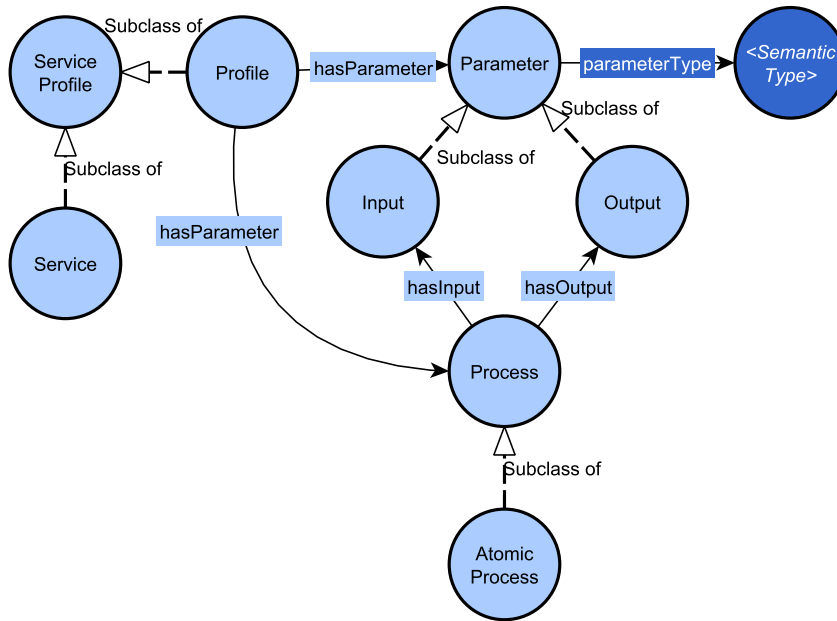 Subclass of
Service
Profile
Profile
hasParameter
Parameter
parameterType
<Semantic
Type>
Subclass of
Subclass of
Subclass of
Input
Output
hasParameter
Service
hasInput
hasOutput
Process
Subclass of
Atomic
Process